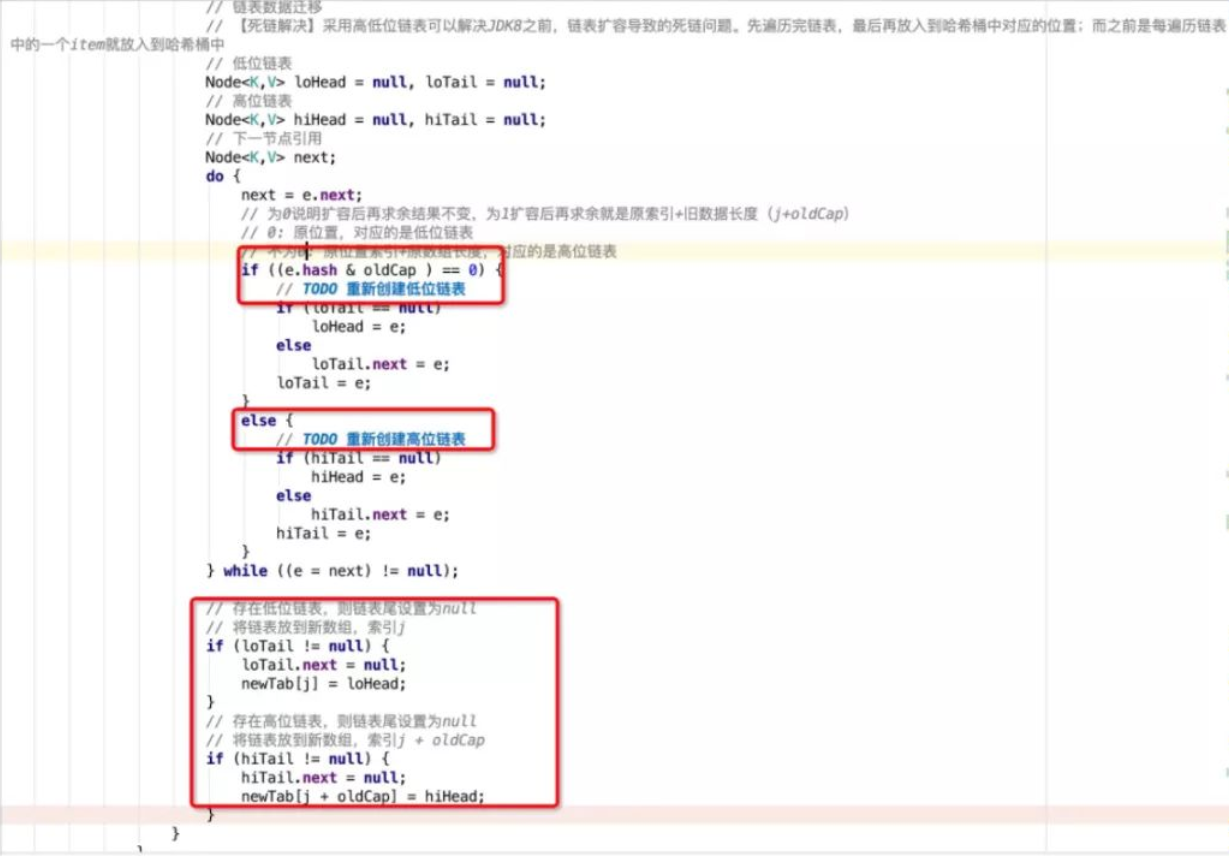 // 链表数据迁移
// 【死链解决】采用高低位链表可以解决JDK8之前，链表扩容导致的死链问题。先遍历完链表，最后再放入到哈希桶中对应的位置；而之前是每遍历链表
中的一个item就放入到哈希桶中
// 低位链表
Node<K,V> loHead = null, loTail = null;
// 高位链表
Node<K,V> hiHead = null, hiTail = null;
// 下一节点引用
Node<K,V> next;
do {
next = e.next;
// 为0说明扩容后再求余结果不变，为1扩容后再求余就是原索引+旧数据长度（j+oldCap）
// 0: 原位置，对应的是低位链表
// 不为0: 原位置索引+原数组长度，对应的是高位链表
if ((e.hash & oldCap ) == 0) {
// TODO 重新创建低位链表
if (loTail == null)
loHead = e;
else
loTail.next = e;
loTail = e;
}
else {
// TODO 重新创建高位链表
if (hiTail == null)
hiHead = e;
else
hiTail.next = e;
hiTail = e;
}
} while ((e = next) != null);
// 存在低位链表，则链表尾设置为null
// 将链表放到新数组，索引j
if (loTail != null) {
loTail.next = null;
newTab[j] = loHead;
}
// 存在高位链表，则链表尾设置为null
// 将链表放到新数组，索引j + oldCap
if (hiTail != null) {
hiTail.next = null;
newTab[j + oldCap] = hiHead;
}
}